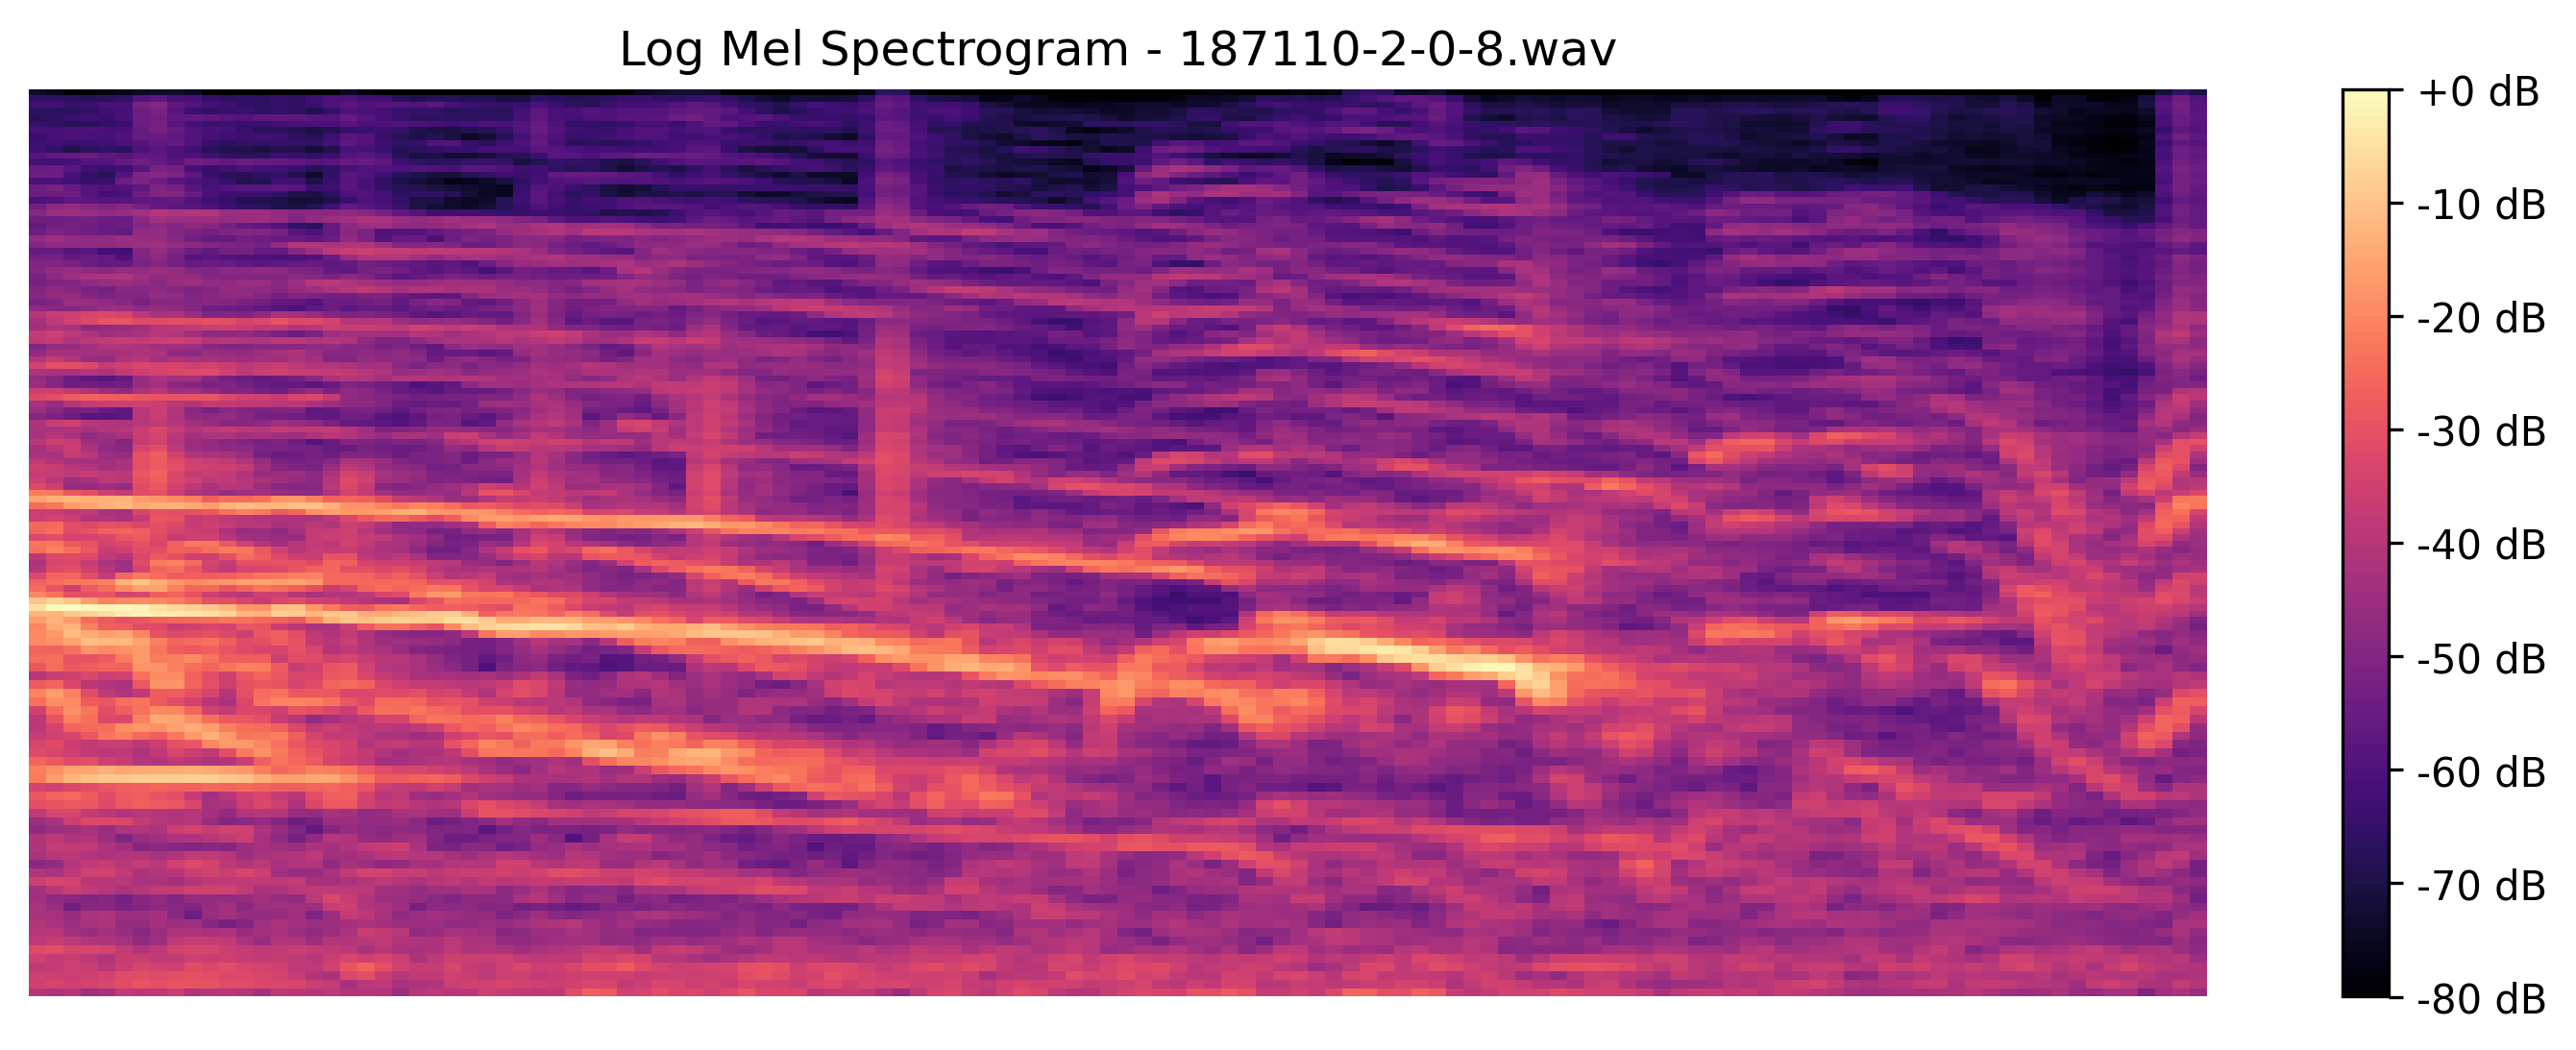 Log Mel Spectrogram - 187110-2-0-8.wav
+0 dB
-10 dB
-20 dB
-30 dB
-40 dB
-50 dB
-60 dB
-70 dB
-80 dB